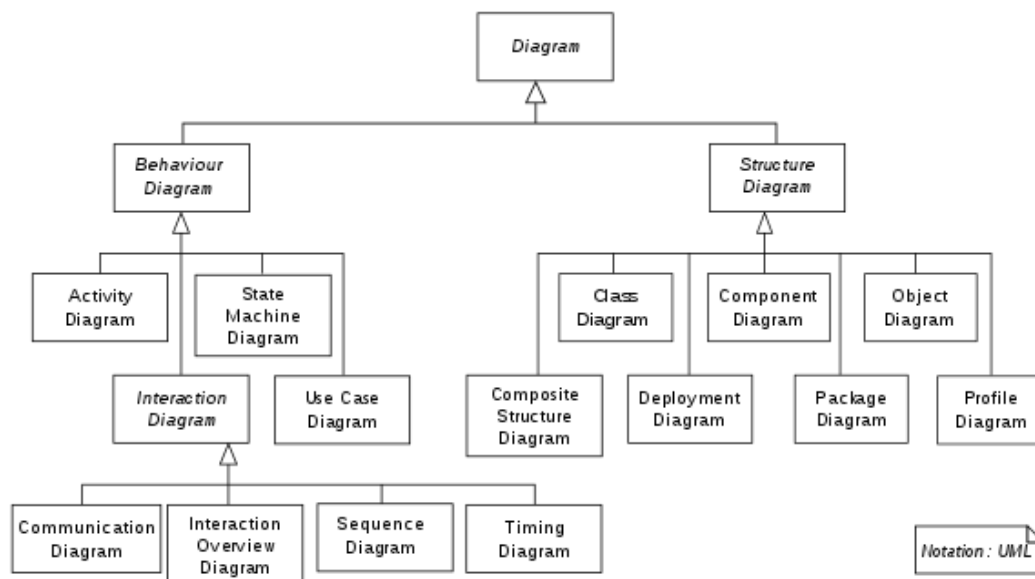 Diagram
Behaviour
Diagram
Structure
Diagram
Activity
Diagram
State
Machine
Diagram
Class
Diagram
Component
Diagram
Object
Diagram
Interaction
Diagram
Use Case
Diagram
Composite
Structure
Diagram
Deployment
Diagram
Package
Diagram
Profile
Diagram
Communication
Diagram
Interaction
Overview
Diagram
Sequence
Diagram
Timing
Diagram
Notation : UML